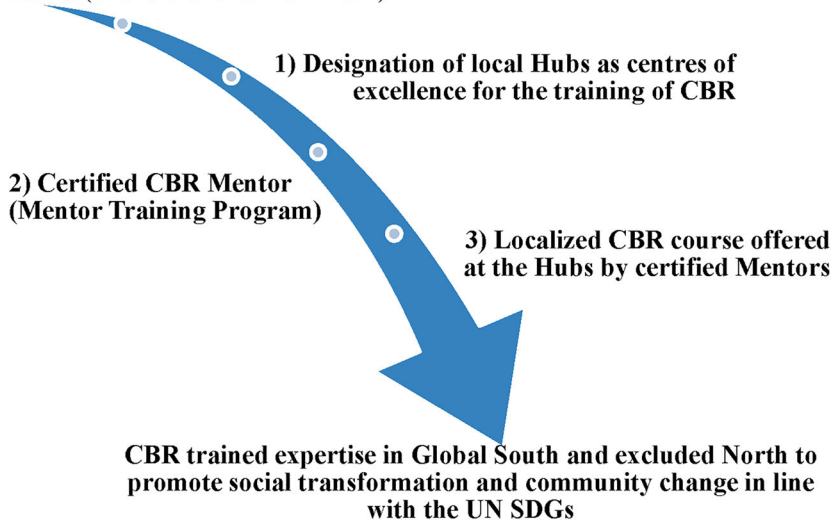 1) Designation of local Hubs as centres of
excellence for the training of CBR
2) Certified CBR Mentor
(Mentor Training Program)
3) Localized CBR course offered
at the Hubs by certified Mentors
CBR trained expertise in Global South and excluded North to
promote social transformation and community change in line
with the UN SDGs